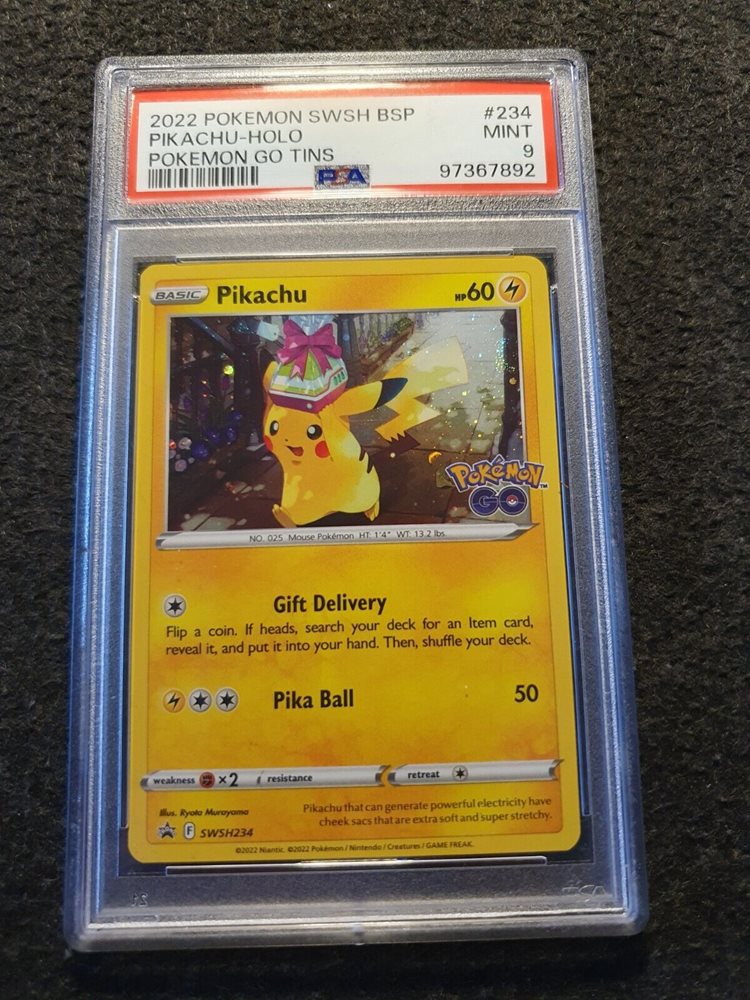 2022 POKEMON SWSH BSP #234
PIKACHU-HOLO MINT
POKEMON GO TINS 9
PSA 97367892
BASIC Pikachu HP60
POKéMON™
GO
NO. 025 Mouse Pokémon HT: 1'4" WT: 13.2 lbs.
Gift Delivery
Flip a coin. If heads, search your deck for an Item card,
reveal it, and put it into your hand. Then, shuffle your deck.
Pika Ball 50
weakness ×2 resistance retreat
Illus. Ryota Murayama
Pikachu that can generate powerful electricity have
cheek sacs that are extra soft and super stretchy.
F SWSH234
©2022 Niantic. ©2022 Pokémon / Nintendo / Creatures / GAME FREAK.